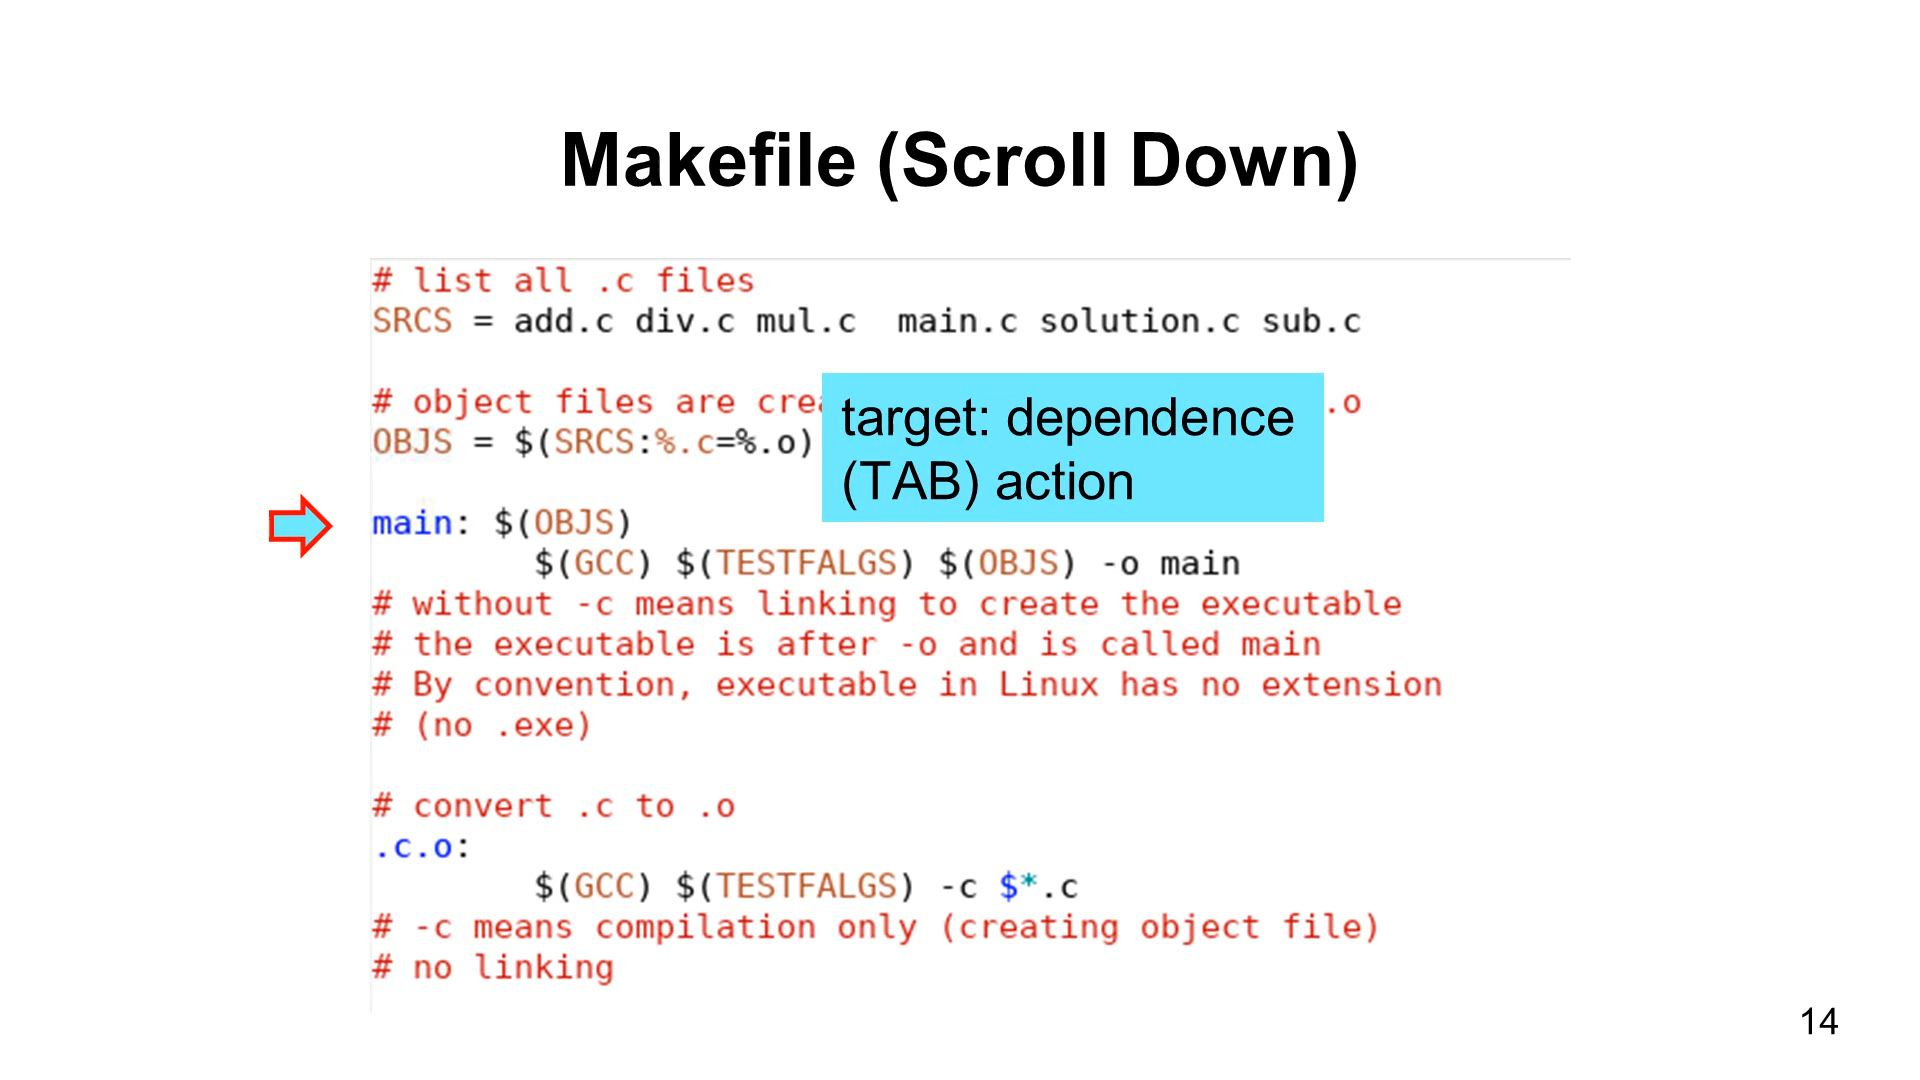 Makefile (Scroll Down)
# list all .c files
SRCS = add.c div.c mul.c  main.c solution.c sub.c
# object files are .o
OBJS = $(SRCS:%.c=%.o)
target: dependence
(TAB) action
main: $(OBJS)
        $(GCC) $(TESTFALGS) $(OBJS) -o main
# without -c means linking to create the executable
# the executable is after -o and is called main
# By convention, executable in Linux has no extension
# (no .exe)
# convert .c to .o
.c.o:
        $(GCC) $(TESTFALGS) -c $*.c
# -c means compilation only (creating object file)
# no linking
14